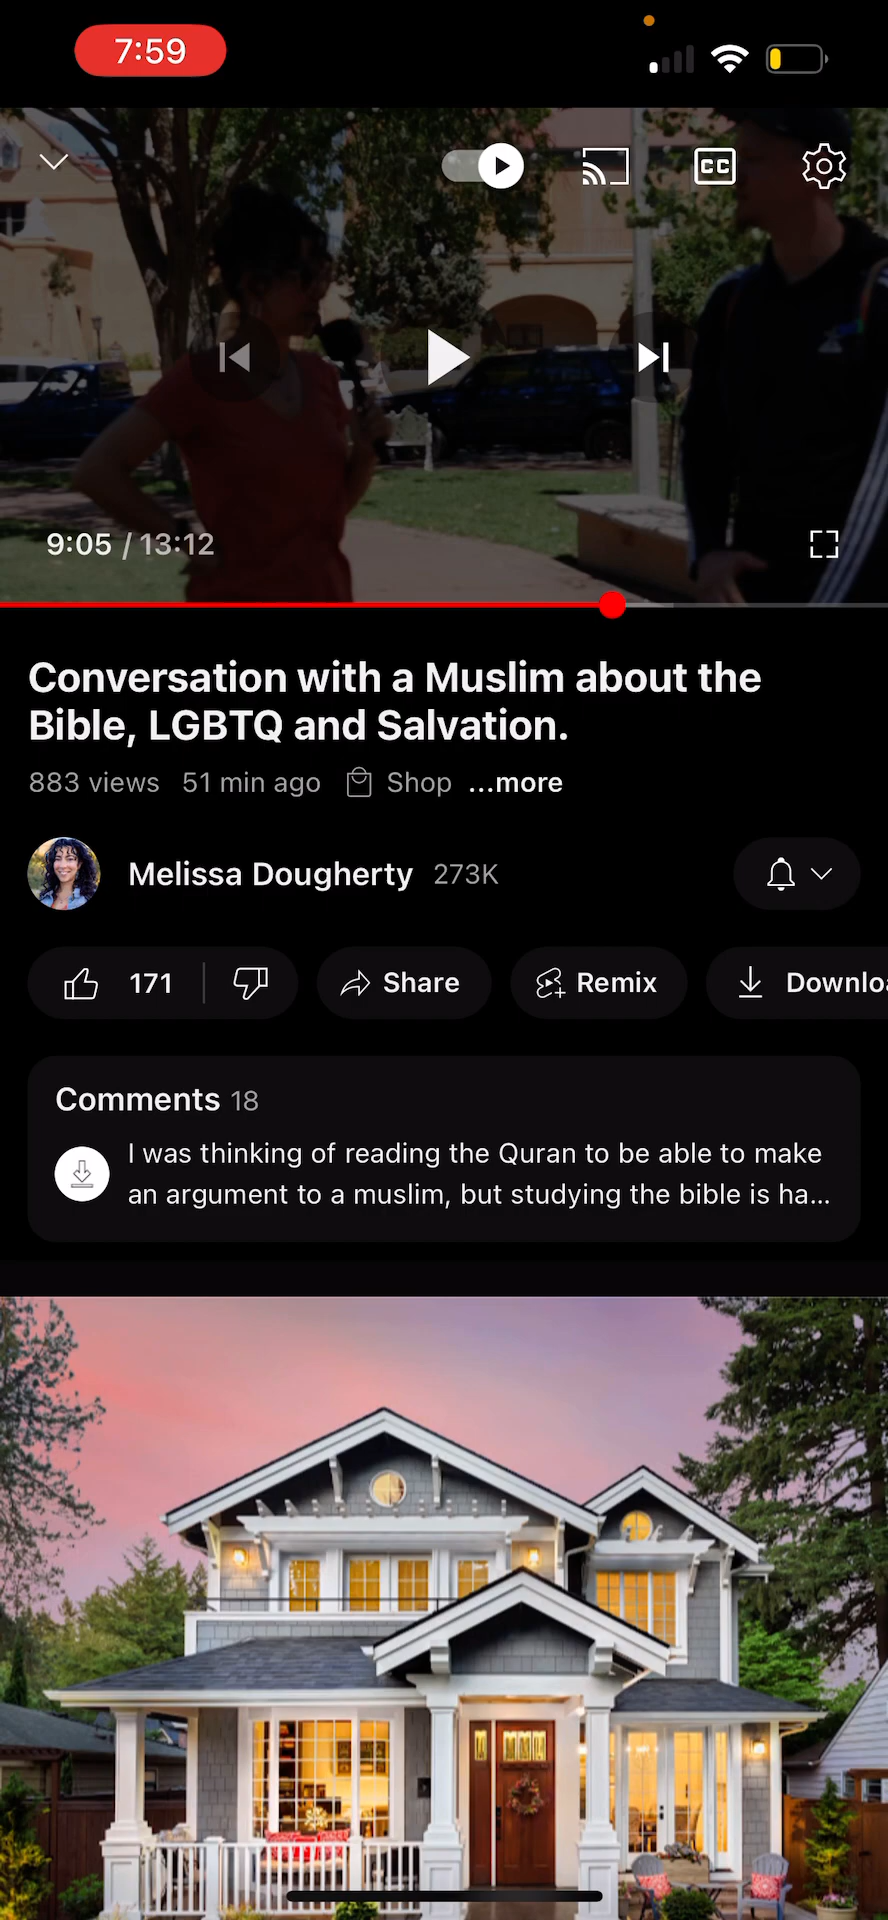 7:59
CC
9:05 / 13:12
Conversation with a Muslim about the
Bible, LGBTQ and Salvation.
883 views 51 min ago Shop ...more
Melissa Dougherty 273K
171 Share Remix Downloa
Comments 18
I was thinking of reading the Quran to be able to make
an argument to a muslim, but studying the bible is ha...